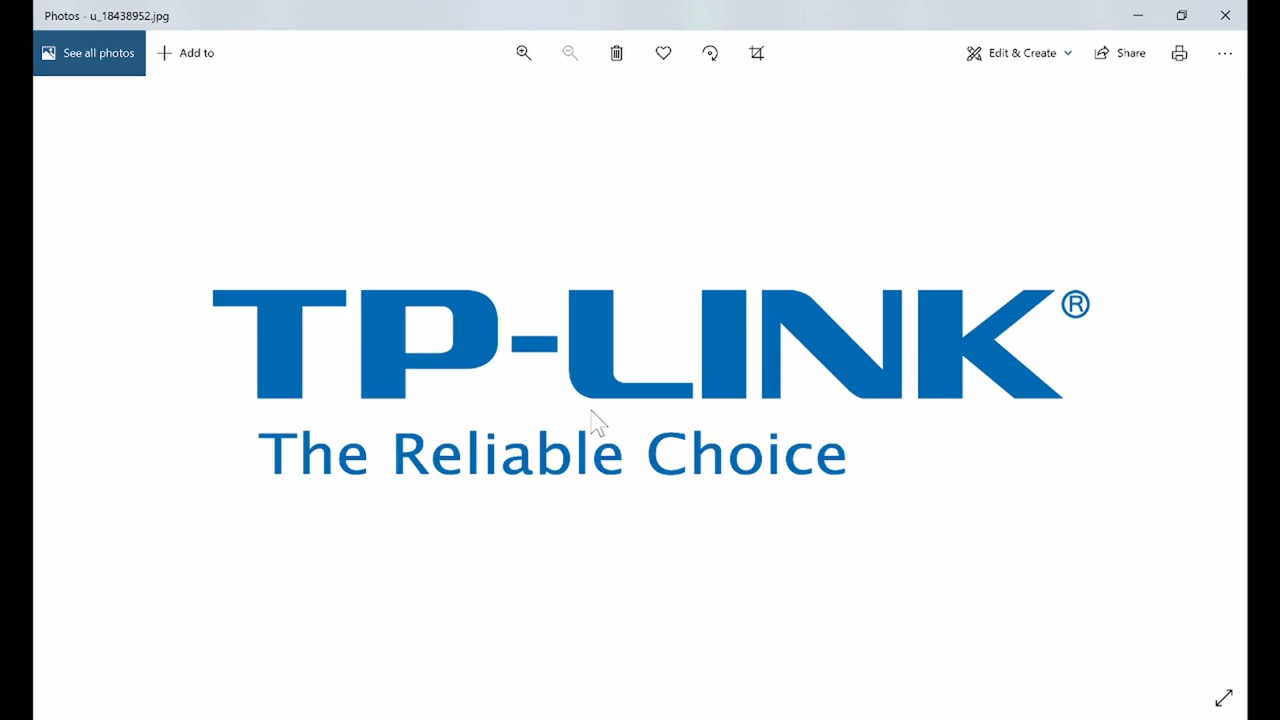 Photos - u_18438952.jpg
See all photos
Add to
Edit & Create
Share
TP-LINK®
The Reliable Choice